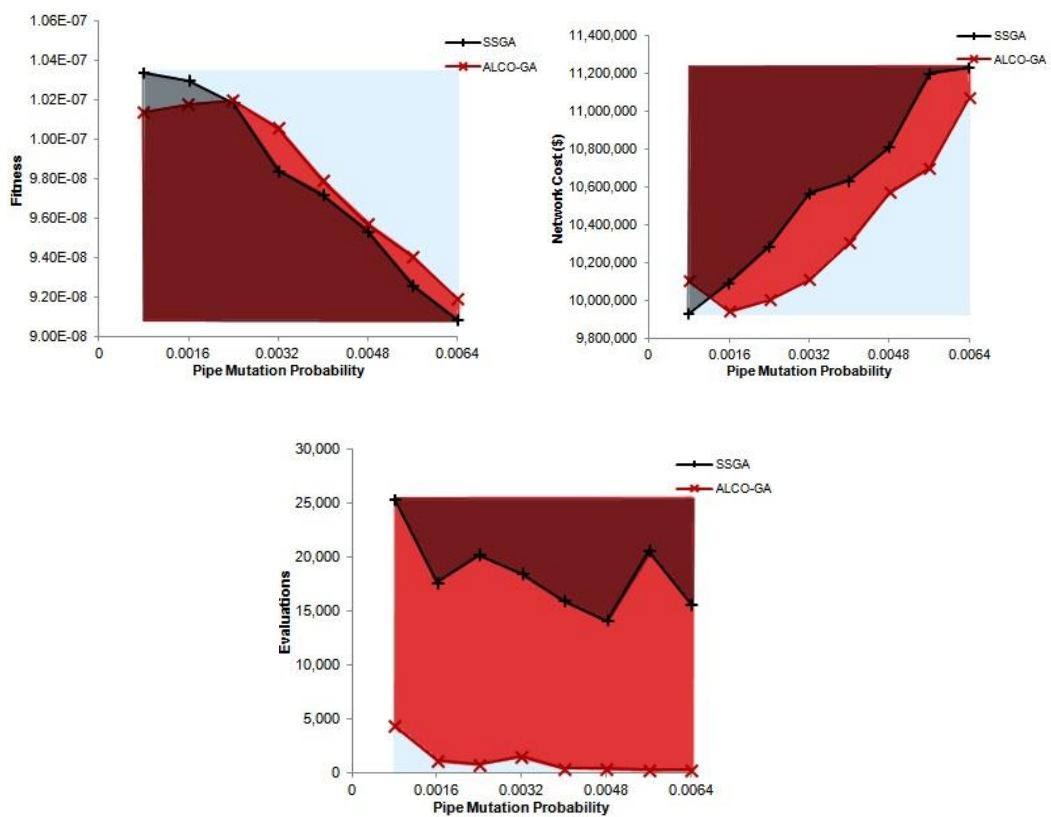 1.06E-07
1.04E-07
1.02E-07
1.00E-07
9.80E-08
9.60E-08
9.40E-08
9.20E-08
9.00E-08
Fitness
0 0.0016 0.0032 0.0048 0.0064
Pipe Mutation Probability
SSGA
ALCO-GA
11,400,000
11,200,000
11,000,000
10,800,000
10,600,000
10,400,000
10,200,000
10,000,000
9,800,000
Network Cost ($)
0 0.0016 0.0032 0.0048 0.0064
Pipe Mutation Probability
SSGA
ALCO-GA
30,000
25,000
20,000
15,000
10,000
5,000
0
Evaluations
0 0.0016 0.0032 0.0048 0.0064
Pipe Mutation Probability
SSGA
ALCO-GA